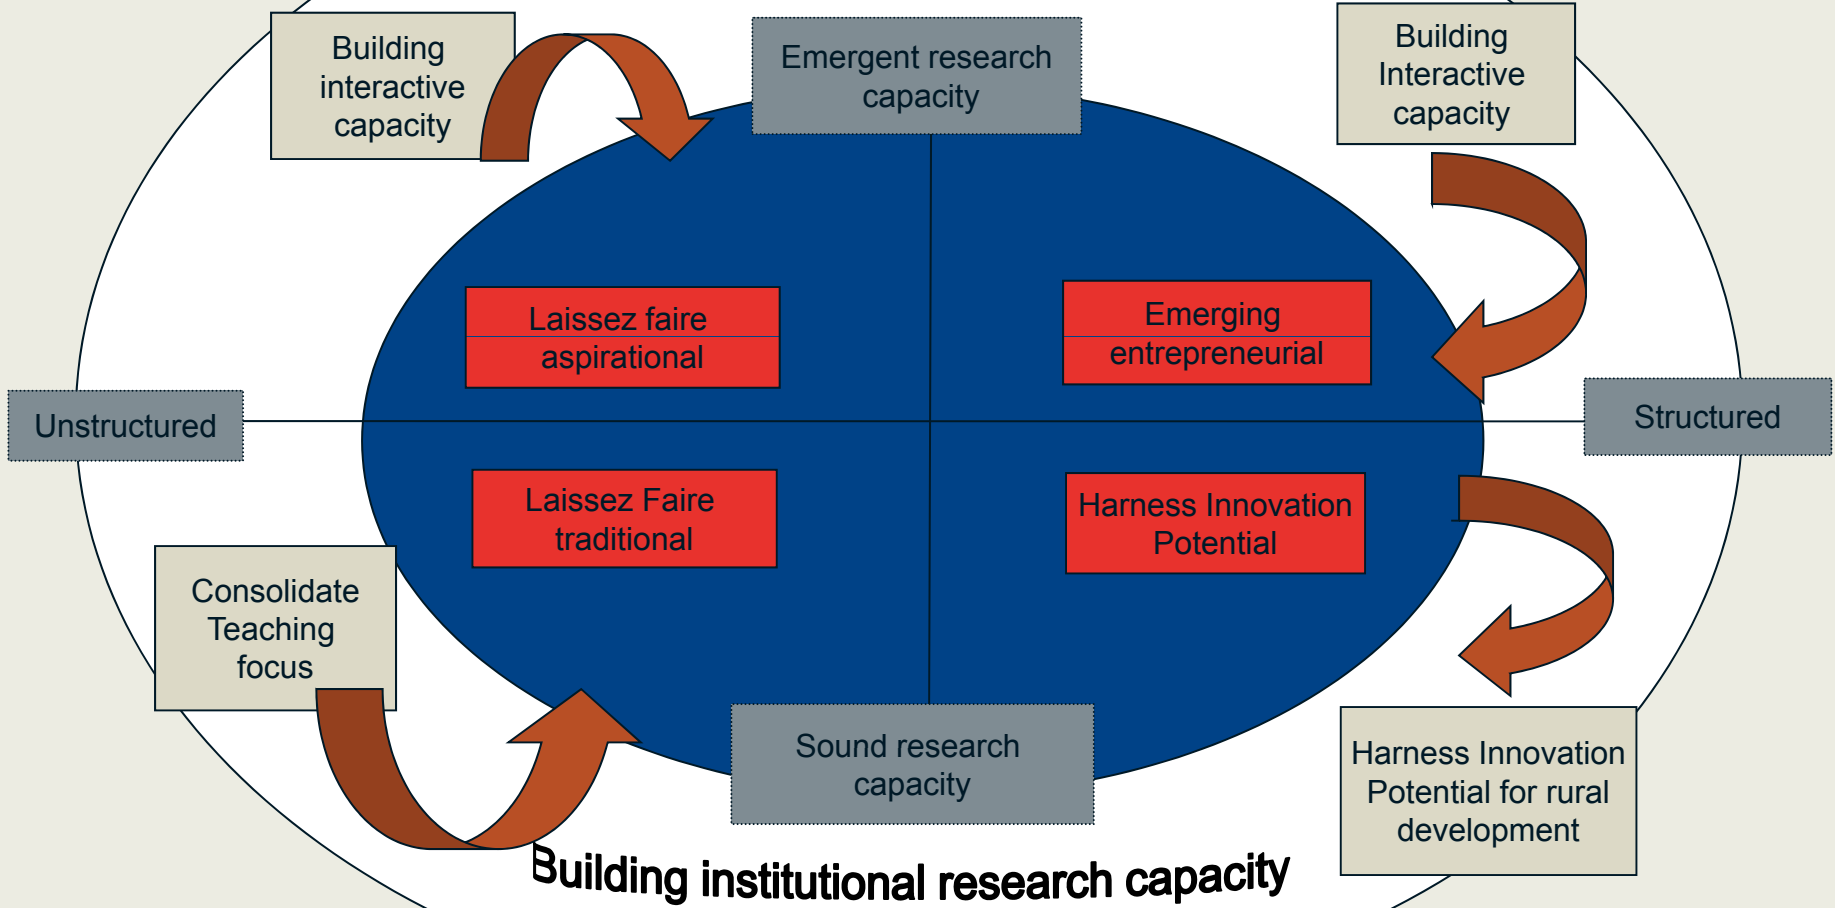 Building
interactive
capacity
Emergent research
capacity
Building
Interactive
capacity
Laissez faire
aspirational
Emerging
entrepreneurial
Unstructured
Structured
Laissez Faire
traditional
Harness Innovation
Potential
Consolidate
Teaching
focus
Sound research
capacity
Harness Innovation
Potential for rural
development
Building institutional research capacity